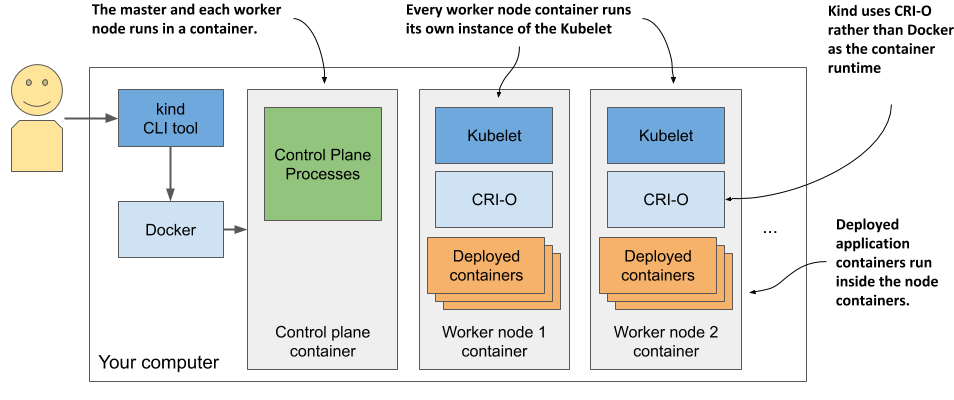 The master and each worker
node runs in a container.
Every worker node container runs
its own instance of the Kubelet
Kind uses CRI-O
rather than Docker
as the container
runtime
kind
CLI tool
Docker
Control Plane
Processes
Control plane
container
Kubelet
CRI-O
Deployed
containers
Worker node 1
container
Kubelet
CRI-O
Deployed
containers
Worker node 2
container
...
Deployed
application
containers run
inside the node
containers.
Your computer